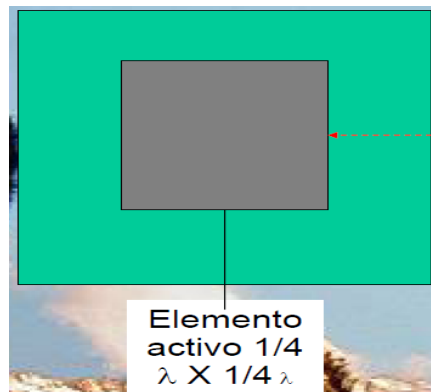 Elemento
activo 1/4
λ X 1/4 λ